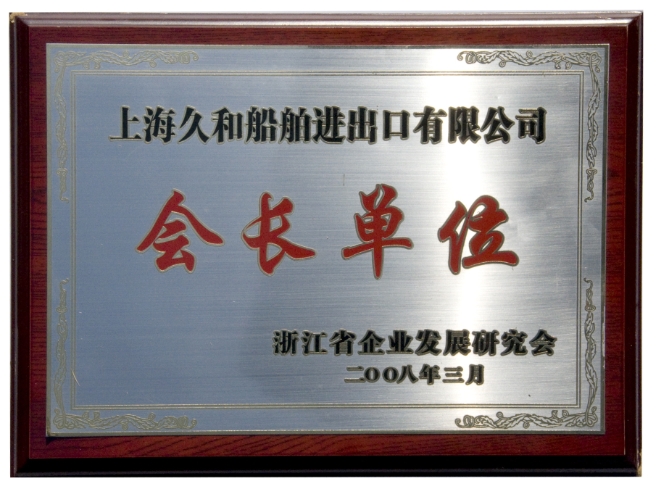 上海久和船舶进出口有限公司
会长单位
浙江省企业发展研究会
二〇〇八年三月